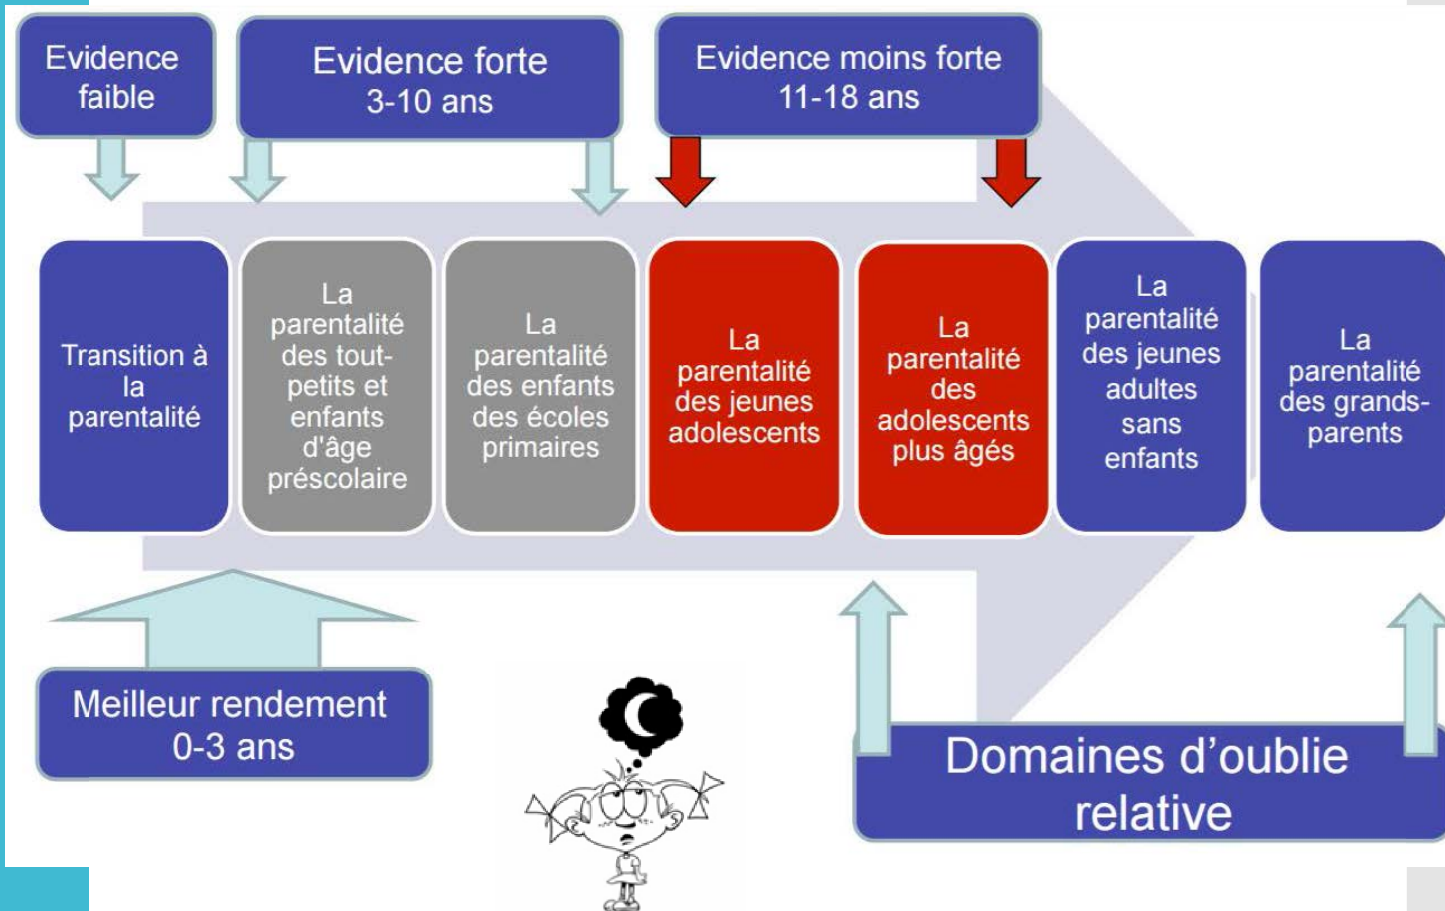 Evidence
faible
Evidence forte
3-10 ans
Evidence moins forte
11-18 ans
Transition à
la
parentalité
La
parentalité
des tout-
petits et
enfants
d'âge
préscolaire
La
parentalité
des enfants
des écoles
primaires
La
parentalité
des jeunes
adolescents
La
parentalité
des
adolescents
plus âgés
La
parentalité
des jeunes
adultes
sans
enfants
La
parentalité
des grands-
parents
Meilleur rendement
0-3 ans
Domaines d’oublie
relative